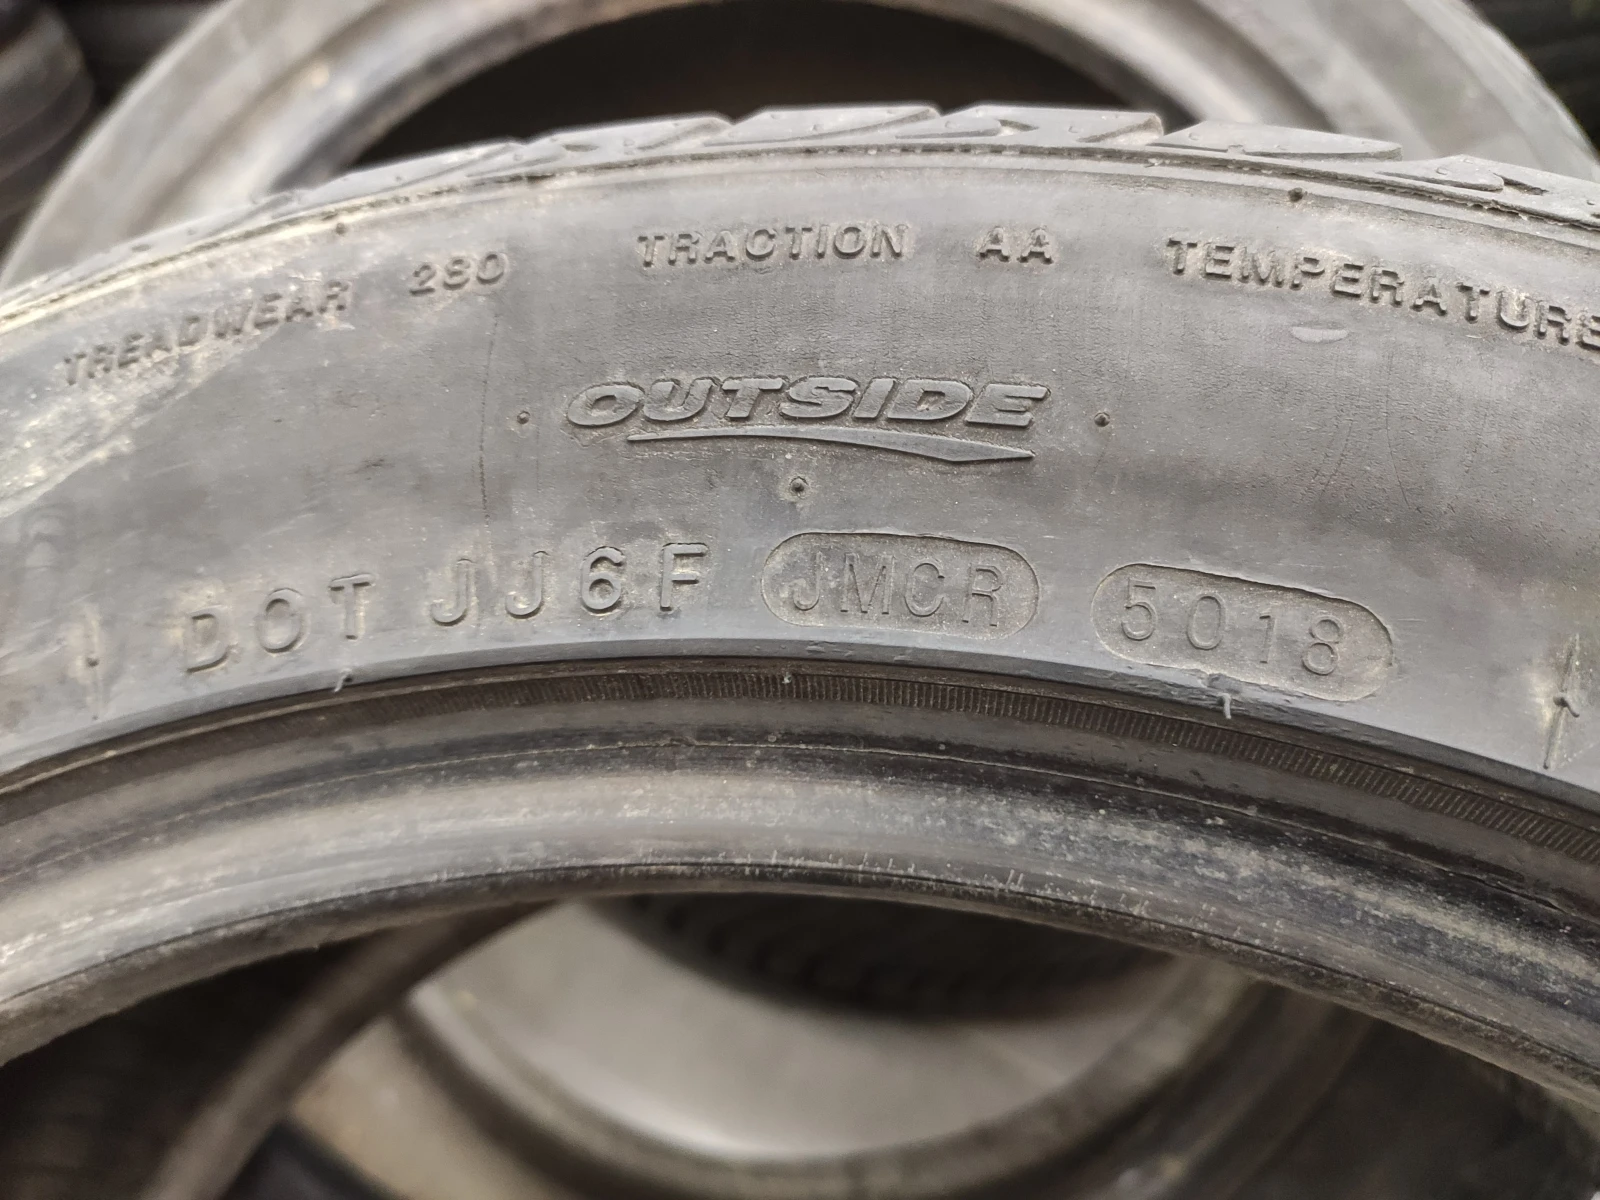 TREADWEAR 280 TRACTION AA TEMPERATURE
OUTSIDE
DOT JJ6F JMCR 5018